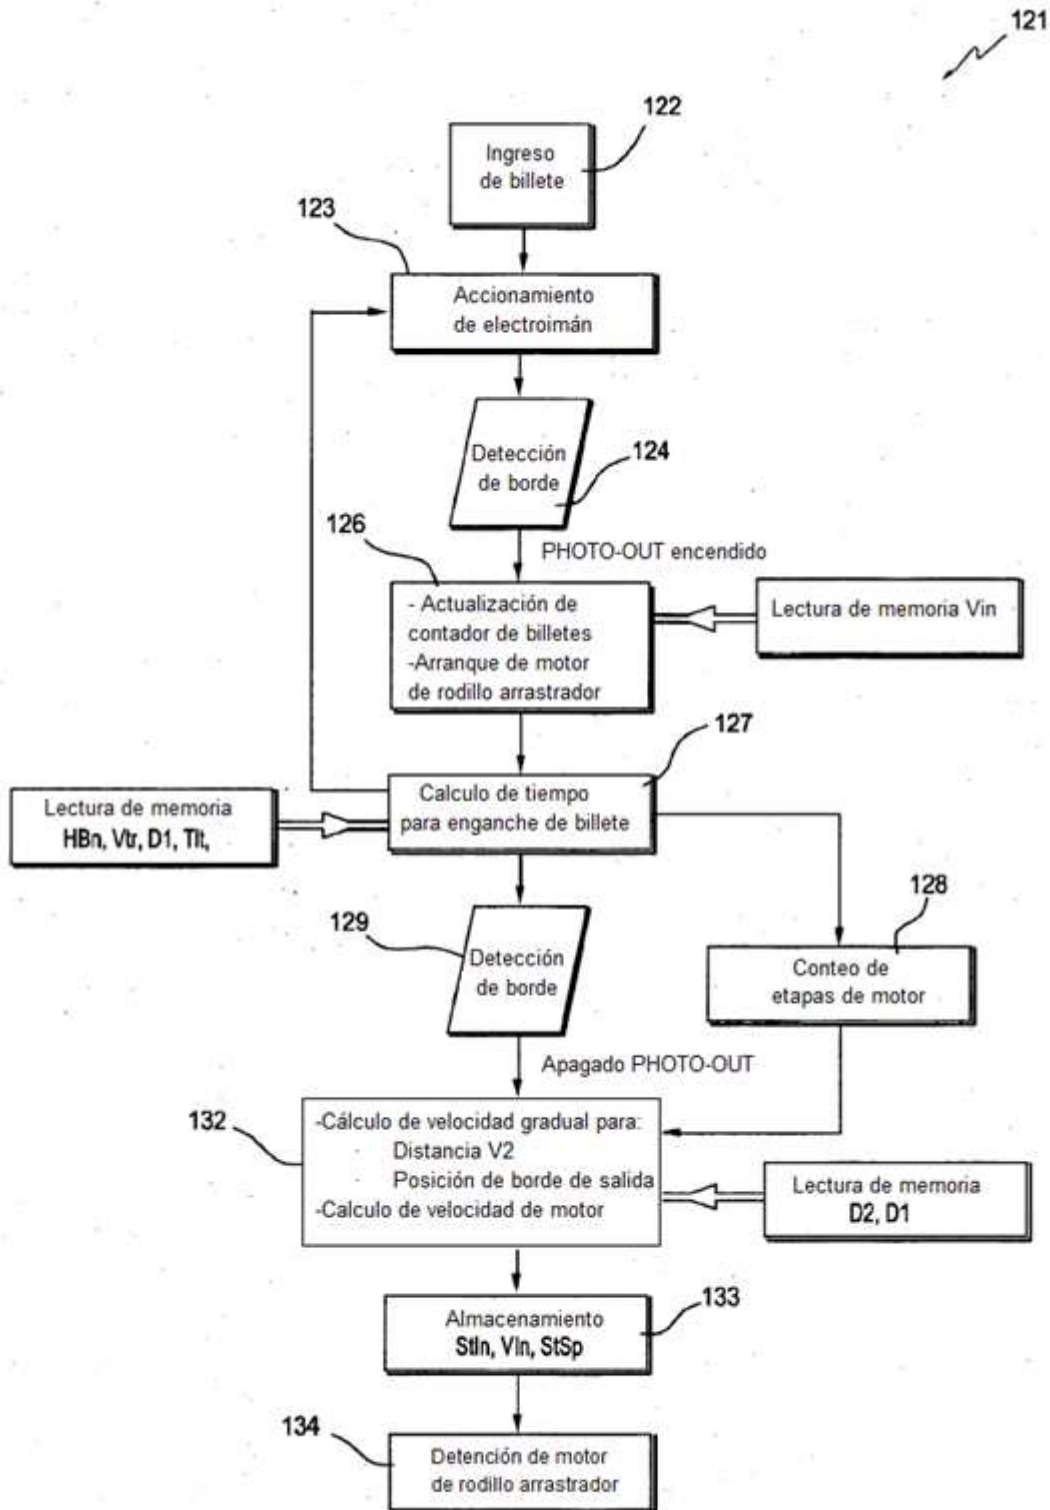 121
122
Ingreso
de billete
123
Accionamiento
de electroimán
Detección
de borde
124
126
PHOTO-OUT encendido
- Actualización de
contador de billetes
-Arranque de motor
de rodillo arrastrador
Lectura de memoria Vin
127
Calculo de tiempo
para enganche de billete
Lectura de memoria
HBn, Vtr, D1, Tlt,
128
129
Detección
de borde
Conteo de
etapas de motor
Apagado PHOTO-OUT
132
-Cálculo de velocidad gradual para:
Distancia V2
Posición de borde de salida
-Calculo de velocidad de motor
Lectura de memoria
D2, D1
133
Almacenamiento
StIn, VIn, StSp
134
Detención de motor
de rodillo arrastrador